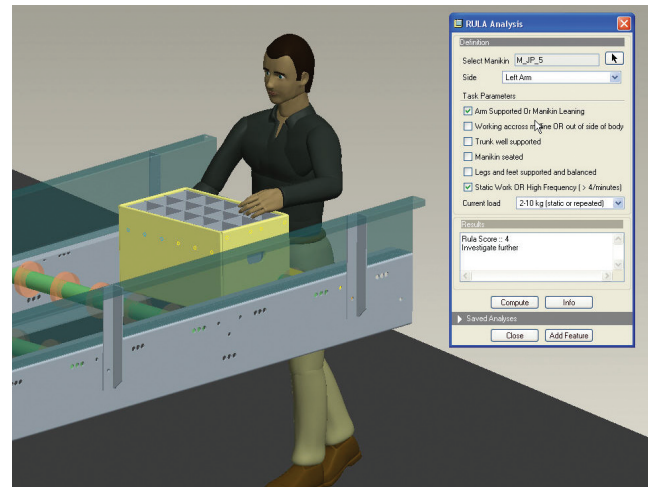 RULA Analysis
Definition
Select Manikin M_JP_5
Side Left Arm
Task Parameters
Arm Supported Or Manikin Leaning
Working accross m line OR out of side of body
Trunk well supported
Manikin seated
Legs and feet supported and balanced
Static Work OR High Frequency ( > 4/minutes)
Current load 2-10 kg (static or repeated)
Results
Rula Score :: 4
Investigate further
Compute Info
Saved Analyses
Close Add Feature